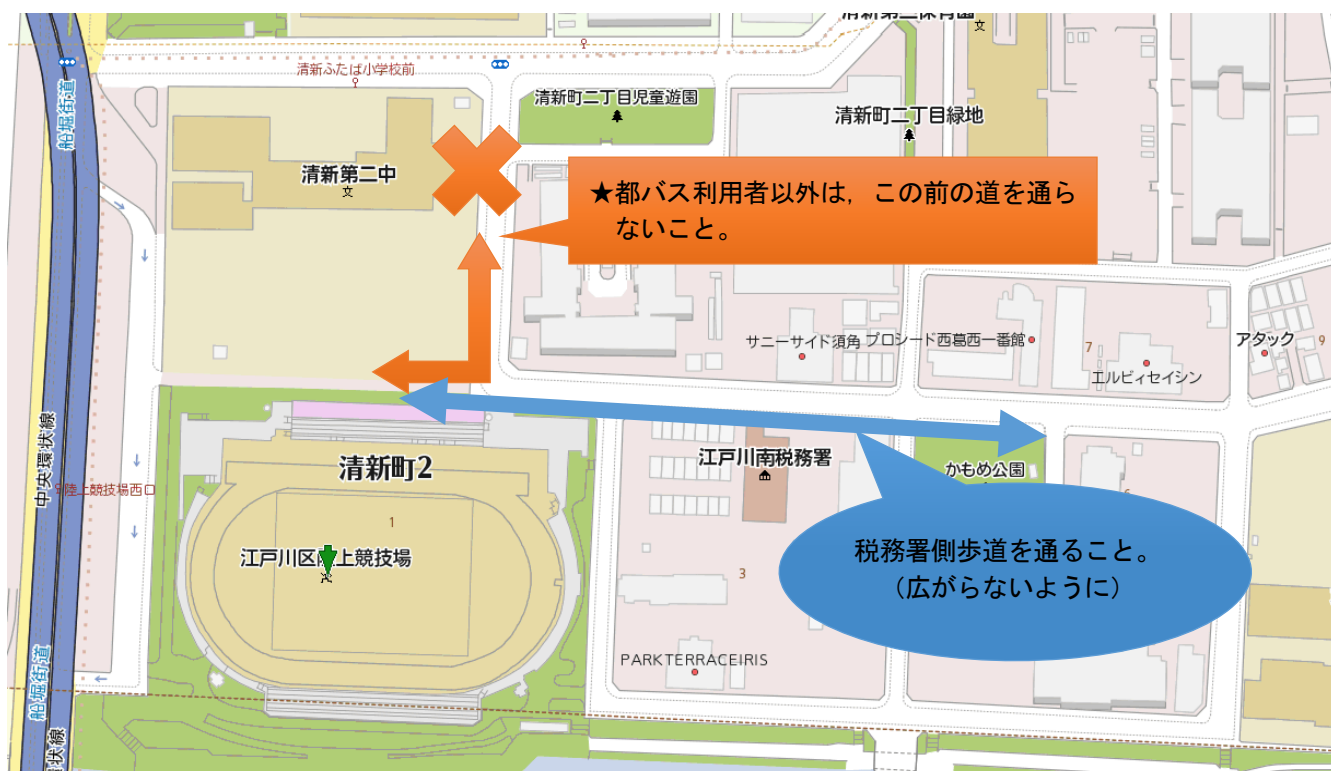 船堀街道
清新ふたば小学校前
清新町二丁目児童遊園
清新町二丁目緑地
清新第二中
文
文
★都バス利用者以外は，この前の道を通ら
ないこと。
サニーサイド須角
プロシード西葛西一番館
7
エルビィセイシン
アタック
9
中央環状線
陸上競技場西口
清新町2
1
江戸川南税務署
かもめ公園
江戸川区陸上競技場
3
税務署側歩道を通ること。
（広がらないように）
PARKTERRACEIRIS
船堀街道
状線